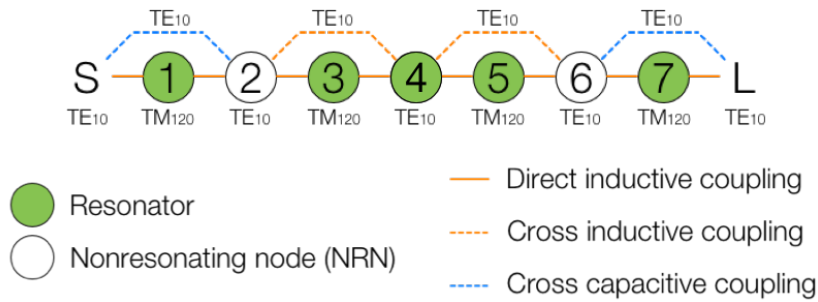 TE10 TE10 TE10 TE10
S 1 2 3 4 5 6 7 L
TE10 TM120 TE10 TM120 TE10 TM120 TE10 TM120 TE10
Direct inductive coupling
Resonator
Cross inductive coupling
Nonresonating node (NRN)
Cross capacitive coupling